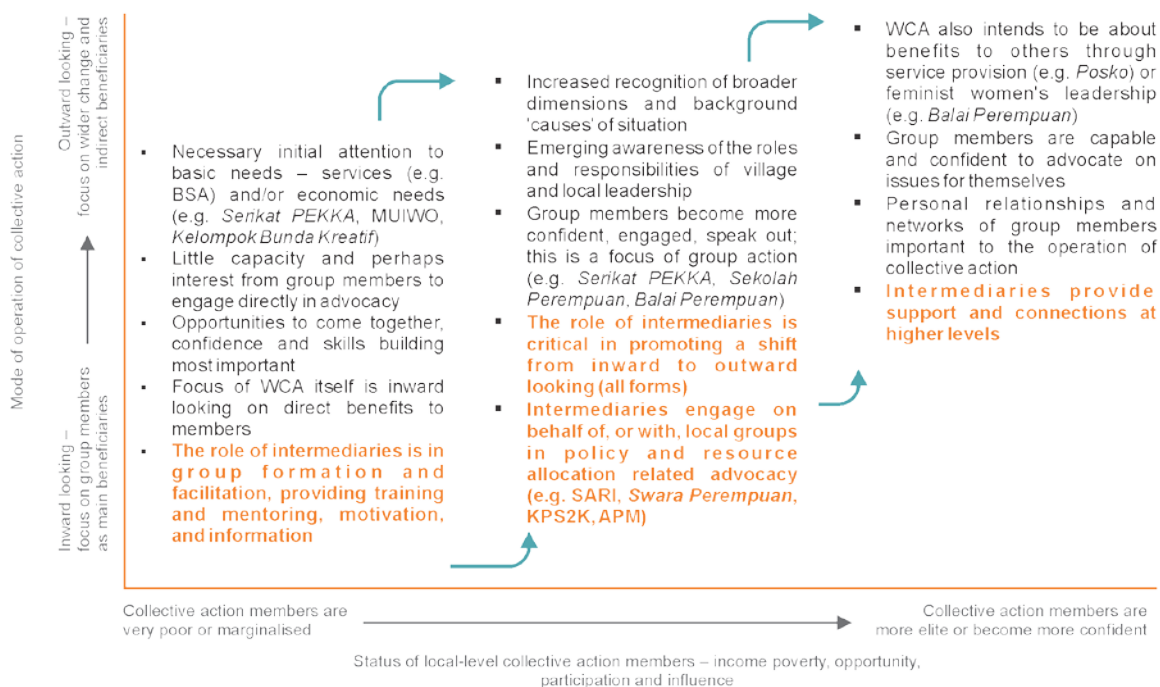 Outward looking –
focus on wider change and
indirect beneficiaries
Mode of operation of collective action
Inward looking –
focus on group members
as main beneficiaries
▪ Necessary initial attention to
basic needs – services (e.g.
BSA) and/or economic needs
(e.g. Serikat PEKKA, MUIWO,
Kelompok Bunda Kreatif)
▪ Little capacity and perhaps
interest from group members to
engage directly in advocacy
▪ Opportunities to come together,
confidence and skills building
most important
▪ Focus of WCA itself is inward
looking on direct benefits to
members
▪ The role of intermediaries is in
group formation and
facilitation, providing training
and mentoring, motivation,
and information
▪ Increased recognition of broader
dimensions and background
'causes' of situation
▪ Emerging awareness of the roles
and responsibilities of village
and local leadership
▪ Group members become more
confident, engaged, speak out;
this is a focus of group action
(e.g. Serikat PEKKA, Sekolah
Perempuan, Balai Perempuan)
▪ The role of intermediaries is
critical in promoting a shift
from inward to outward
looking (all forms)
▪ Intermediaries engage on
behalf of, or with, local groups
in policy and resource
allocation related advocacy
(e.g. SARI, Swara Perempuan,
KPS2K, APM)
▪ WCA also intends to be about
benefits to others through
service provision (e.g. Posko) or
feminist women's leadership
(e.g. Balai Perempuan)
▪ Group members are capable
and confident to advocate on
issues for themselves
▪ Personal relationships and
networks of group members
important to the operation of
collective action
▪ Intermediaries provide
support and connections at
higher levels
Collective action members are
very poor or marginalised
Collective action members are
more elite or become more confident
Status of local-level collective action members – income poverty, opportunity,
participation and influence